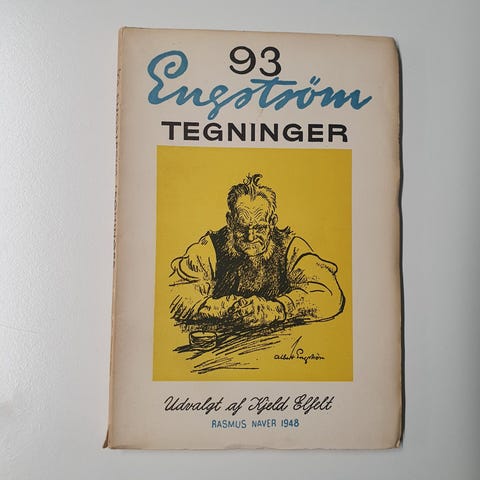 93
Engström
TEGNINGER
Albert Engström
Udvalgt af Kjeld Elfelt
RASMUS NAVER 1948